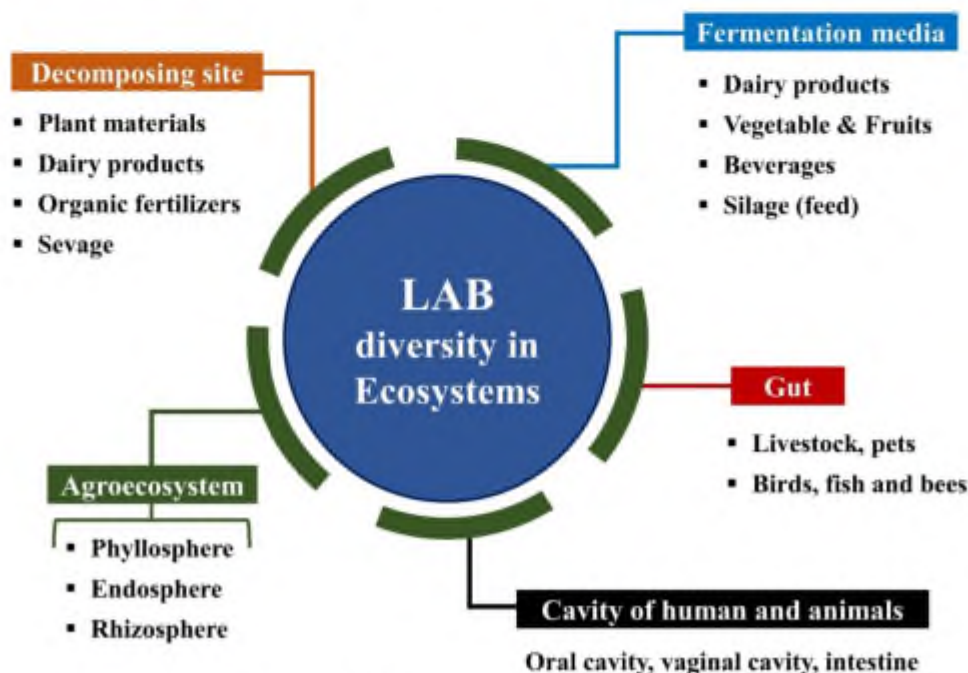 Fermentation media
▪ Dairy products
▪ Vegetable & Fruits
▪ Beverages
▪ Silage (feed)
Decomposing site
▪ Plant materials
▪ Dairy products
▪ Organic fertilizers
▪ Sevage
LAB
diversity in
Ecosystems
Gut
▪ Livestock, pets
▪ Birds, fish and bees
Agroecosystem
▪ Phyllosphere
▪ Endosphere
▪ Rhizosphere
Cavity of human and animals
Oral cavity, vaginal cavity, intestine